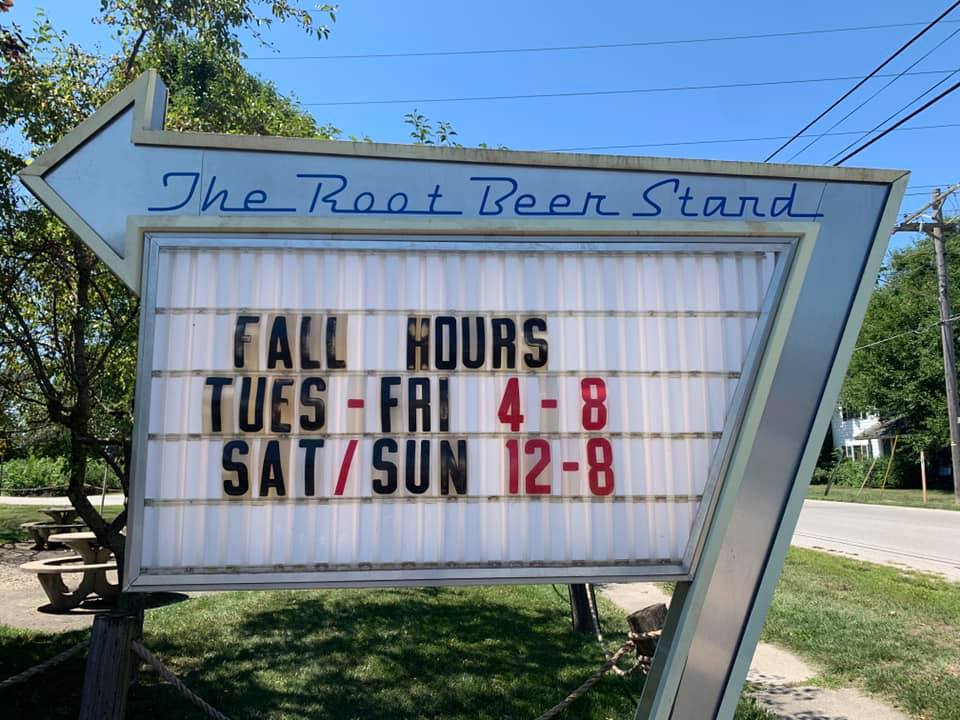 The Root Beer Stand
FALL HOURS
TUES-FRI 4-8
SAT/SUN 12-8